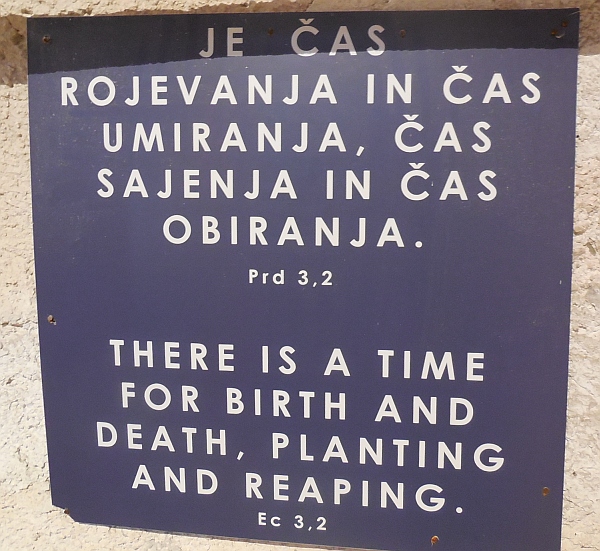 JE ČAS
ROJEVANJA IN ČAS
UMIRANJA, ČAS
SAJENJA IN ČAS
OBIRANJA.
Prd 3,2
THERE IS A TIME
FOR BIRTH AND
DEATH, PLANTING
AND REAPING.
Ec 3,2